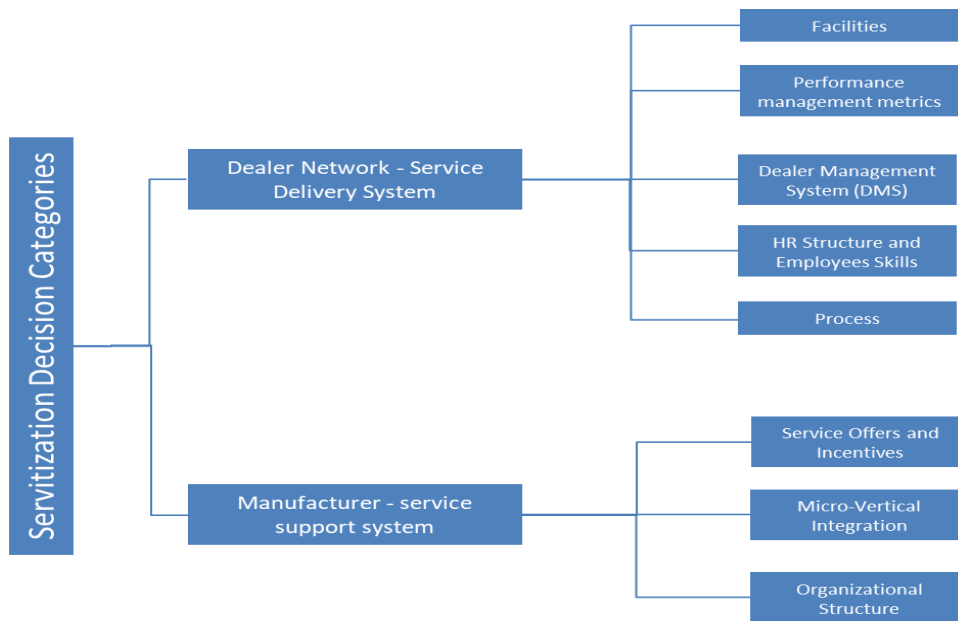 Servitization Decision Categories
Dealer Network - Service
Delivery System
Facilities
Performance
management metrics
Dealer Management
System (DMS)
HR Structure and
Employees Skills
Process
Manufacturer - service
support system
Service Offers and
Incentives
Micro-Vertical
Integration
Organizational
Structure